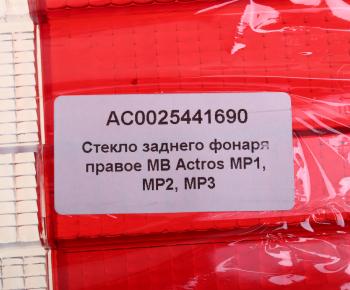 AC0025441690
Стекло заднего фонаря
правое MB Actros MP1,
MP2, MP3